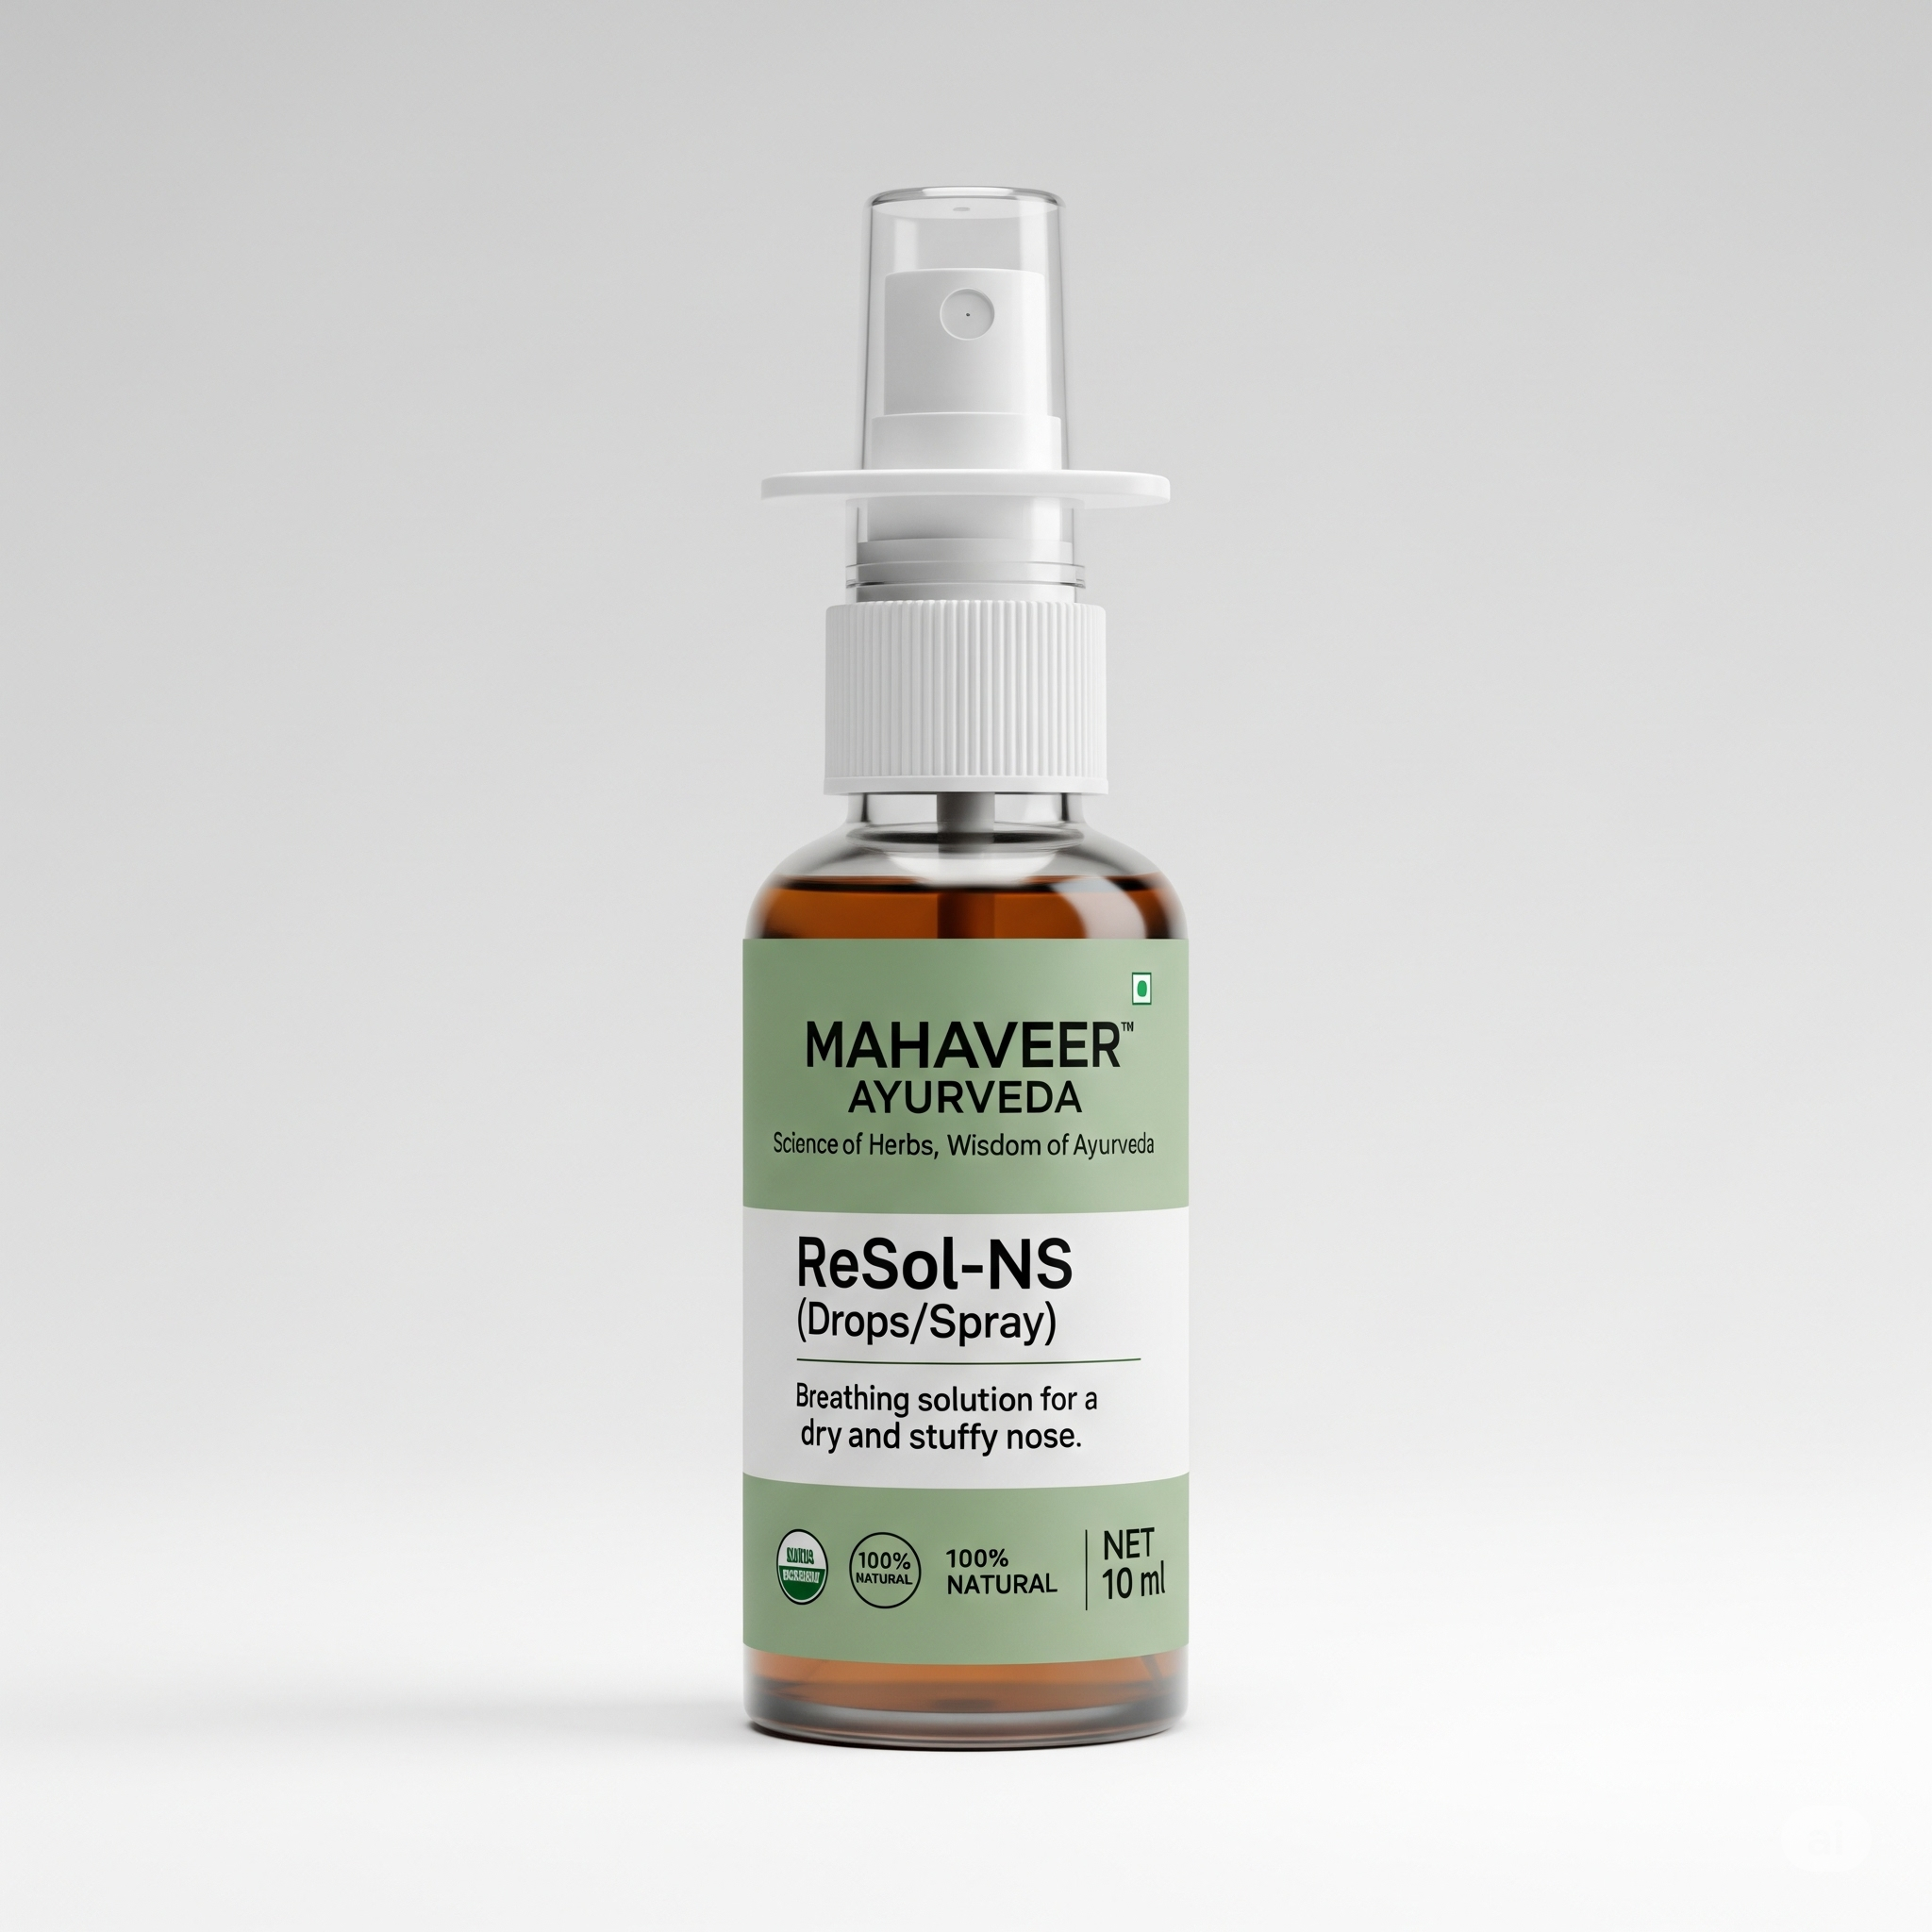 MAHAVEER™
AYURVEDA
Science of Herbs, Wisdom of Ayurveda
ReSol-NS
(Drops/Spray)
Breathing solution for a
dry and stuffy nose.
100%
NATURAL
100%
NATURAL
NET
10 ml